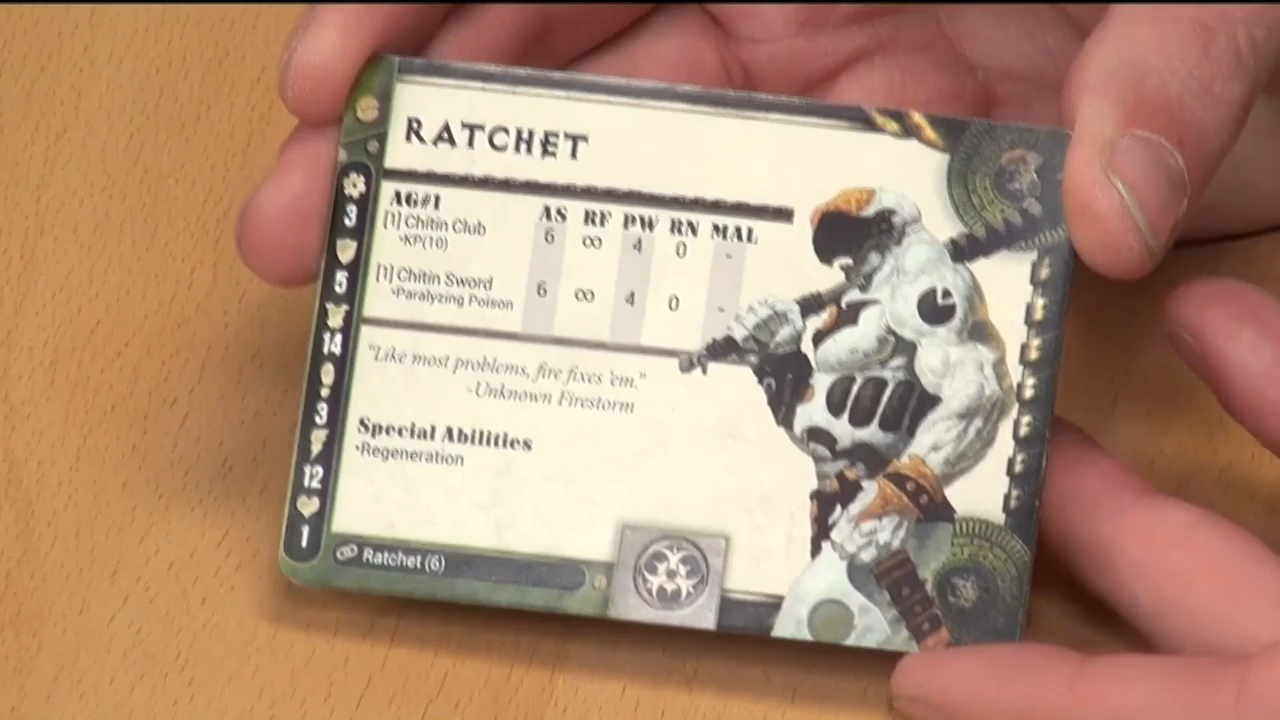 RATCHET
AG#1 AS RF PW RN MAL
[1] Chitin Club 6 ∞ 4 0 -
•KP(10)
[1] Chitin Sword 6 ∞ 4 0 -
•Paralyzing Poison
"Like most problems, fire fixes 'em."
-Unknown Firestorm
Special Abilities
•Regeneration
3
5
14
3
12
1
Ratchet (6)